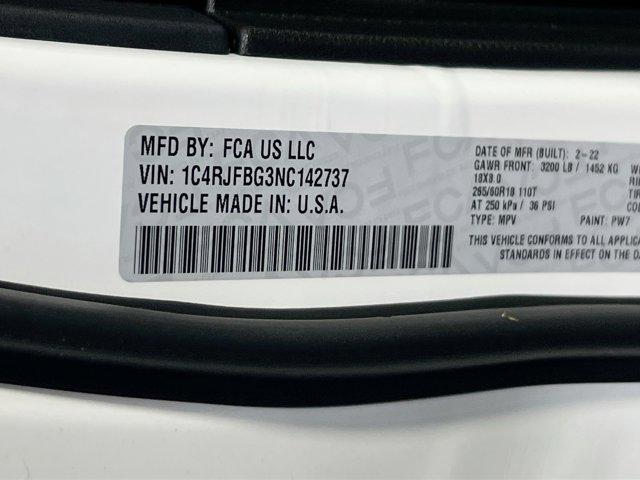 MFD BY: FCA US LLC
VIN: 1C4RJFBG3NC142737
VEHICLE MADE IN: U.S.A.
DATE OF MFR (BUILT): 2-22
GAWR FRONT: 3200 LB / 1452 KG
18X8.0
265/60R18 110T
AT 250 kPa / 36 PSI
TYPE: MPV PAINT: PW7
THIS VEHICLE CONFORMS TO ALL APPLICA
STANDARDS IN EFFECT ON THE DA